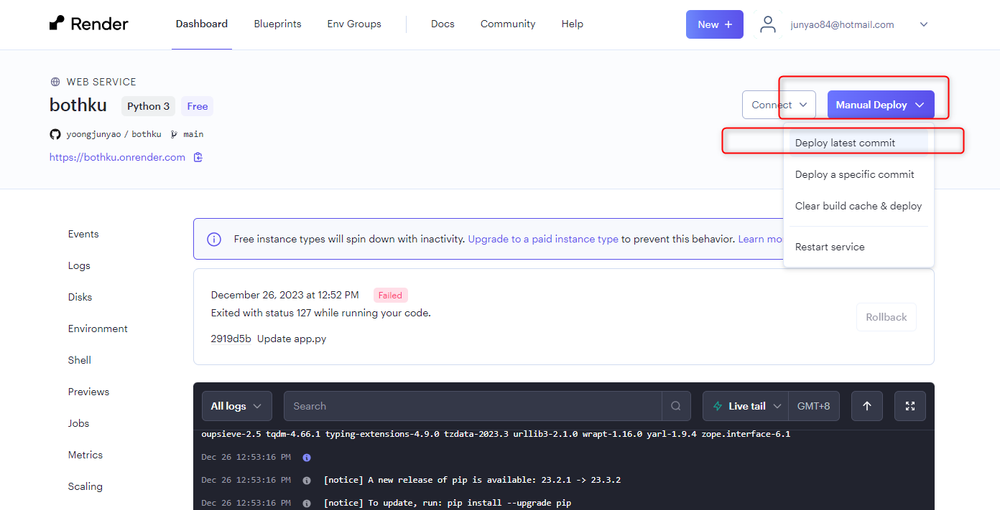 Render Dashboard Blueprints Env Groups Docs Community Help New + junyao84@hotmail.com
WEB SERVICE
bothku Python 3 Free Connect Manual Deploy
yoongjunyao / bothku main
Deploy latest commit
https://bothku.onrender.com
Deploy a specific commit
Clear build cache & deploy
Restart service
Events
Logs
Disks
Environment
Shell
Previews
Jobs
Metrics
Scaling
Free instance types will spin down with inactivity. Upgrade to a paid instance type to prevent this behavior. Learn mo
December 26, 2023 at 12:52 PM Failed
Exited with status 127 while running your code.
Rollback
2919d5b Update app.py
All logs Search Live tail GMT+8
oupsieve-2.5 tqdm-4.66.1 typing-extensions-4.9.0 tzdata-2023.3 urllib3-2.1.0 wrapt-1.16.0 yarl-1.9.4 zope.interface-6.1
Dec 26 12:53:16 PM
Dec 26 12:53:16 PM [notice] A new release of pip is available: 23.2.1 -> 23.3.2
Dec 26 12:53:16 PM [notice] To update, run: pip install --upgrade pip